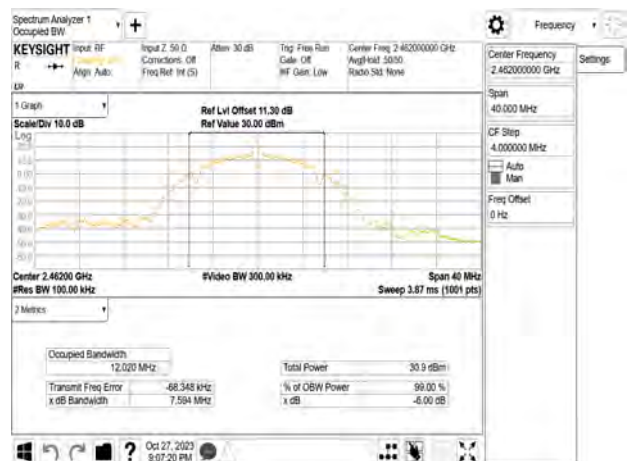 Spectrum Analyzer 1
Occupied BW
+
Frequency
KEYSIGHT
Input: RF
Input Z: 50 Ω
Atten: 30 dB
Trig: Free Run
Center Freq: 2.462000000 GHz
R
Corrections: Off
Gate: Off
Avg|Hold: 50/50
Align: Auto
Freq Ref: Int (S)
#IF Gain: Low
Radio Std: None
Center Frequency
2.462000000 GHz
Settings
Span
40.000 MHz
CF Step
4.000000 MHz
Auto
Man
Freq Offset
0 Hz
1 Graph
Ref Lvl Offset 11.30 dB
Scale/Div 10.0 dB
Ref Value 30.00 dBm
Log
Center 2.46200 GHz
#Video BW 300.00 kHz
Span 40 MHz
#Res BW 100.00 kHz
Sweep 3.87 ms (1001 pts)
2 Metrics
Occupied Bandwidth
12.020 MHz
Total Power
30.9 dBm
Transmit Freq Error
-68.348 kHz
% of OBW Power
99.00 %
x dB Bandwidth
7.594 MHz
x dB
-6.00 dB
?
Oct 27, 2023
9:07:20 PM